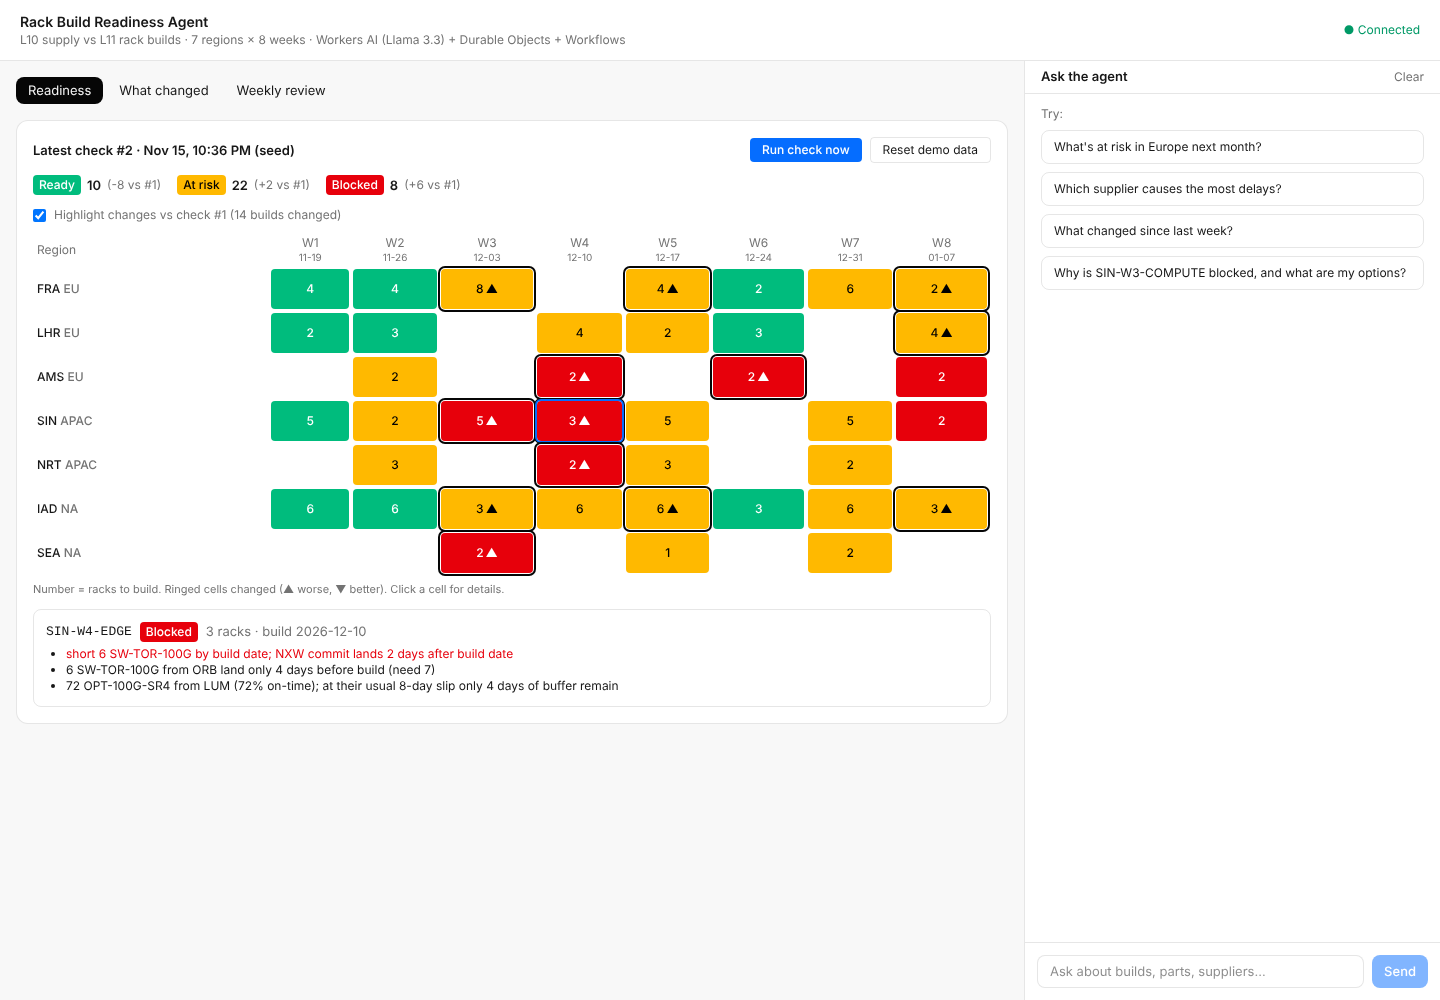 Rack Build Readiness Agent
L10 supply vs L11 rack builds · 7 regions × 8 weeks · Workers AI (Llama 3.3) + Durable Objects + Workflows
Connected
Readiness What changed Weekly review
Latest check #2 · Nov 15, 10:36 PM (seed)
Run check now Reset demo data
Ready 10 (-8 vs #1) At risk 22 (+2 vs #1) Blocked 8 (+6 vs #1)
Highlight changes vs check #1 (14 builds changed)
Region W1 W2 W3 W4 W5 W6 W7 W8
11-19 11-26 12-03 12-10 12-17 12-24 12-31 01-07
FRA EU 4 4 8▲ 4▲ 2 6 2▲
LHR EU 2 3 4 2 3 4▲
AMS EU 2 2▲ 2▲ 2
SIN APAC 5 2 5▲ 3▲ 5 5 2
NRT APAC 3 2▲ 3 2
IAD NA 6 6 3▲ 6 6▲ 3 6 3▲
SEA NA 2▲ 1 2
Number = racks to build. Ringed cells changed (▲ worse, ▼ better). Click a cell for details.
SIN-W4-EDGE Blocked 3 racks · build 2026-12-10
• short 6 SW-TOR-100G by build date; NXW commit lands 2 days after build date
• 6 SW-TOR-100G from ORB land only 4 days before build (need 7)
• 72 OPT-100G-SR4 from LUM (72% on-time); at their usual 8-day slip only 4 days of buffer remain
Ask the agent Clear
Try:
What's at risk in Europe next month?
Which supplier causes the most delays?
What changed since last week?
Why is SIN-W3-COMPUTE blocked, and what are my options?
Ask about builds, parts, suppliers... Send